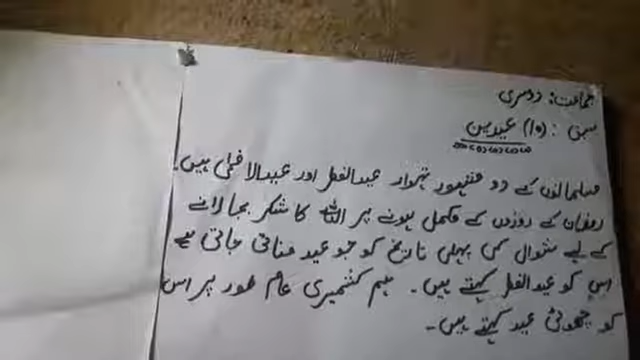 جماعت: دوسری
سبق: (۱۰) عیدین
مسلمانوں کے دو مشہور تہوار عیدالفطر اور عیدالاضحیٰ ہیں۔
رمضان کے روزوں کے مکمل ہونے پر اللہ کا شکر بجا لانے
کے لیے شوال کی پہلی تاریخ کو جو عید منائی جاتی ہے
اس کو عیدالفطر کہتے ہیں۔ ہم کشمیری عام طور پر اس
کو چھوٹی عید کہتے ہیں۔